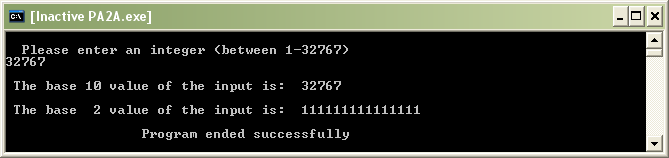 [Inactive PA2A.exe]
Please enter an integer (between 1-32767)
32767
The base 10 value of the input is:  32767
The base  2 value of the input is:  111111111111111
Program ended successfully